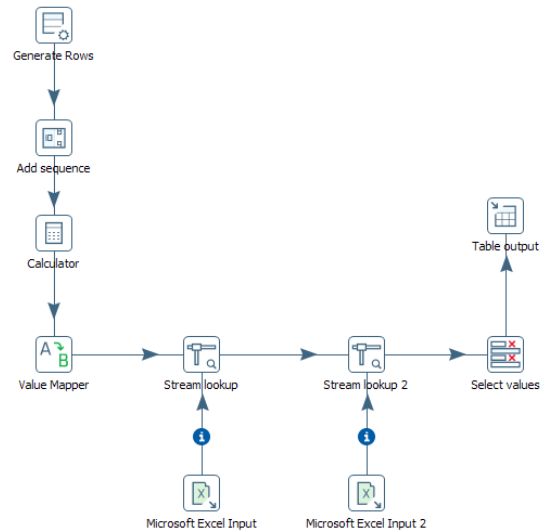 Generate Rows
Add sequence
Calculator
Table output
A
B
Value Mapper
Stream lookup
Stream lookup 2
Select values
i
i
X
X
Microsoft Excel Input
Microsoft Excel Input 2